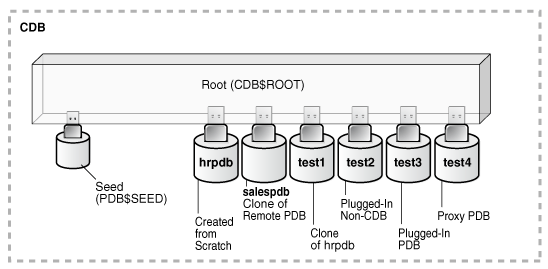 CDB
Root (CDB$ROOT)
hrpdb
test1
test2
test3
test4
Seed
(PDB$SEED)
salespdb
Clone of
Remote PDB
Plugged-In
Non-CDB
Proxy PDB
Created
from
Scratch
Clone
of hrpdb
Plugged-In
PDB